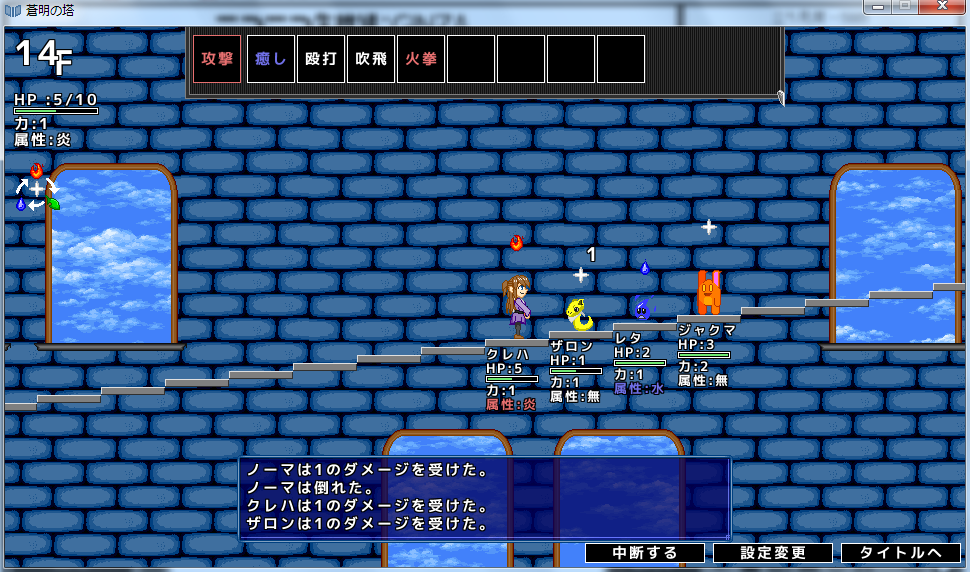 蒼明の塔
14F
HP:5/10
力:1
属性:炎
攻撃 癒し 殴打 吹飛 火拳
1
クレハ
HP:5
力:1
属性:炎
ザロン
HP:1
力:1
属性:無
レタ
HP:2
力:1
属性:水
ジャクマ
HP:3
力:2
属性:無
ノーマは1のダメージを受けた。
ノーマは倒れた。
クレハは1のダメージを受けた。
ザロンは1のダメージを受けた。
中断する 設定変更 タイトルへ